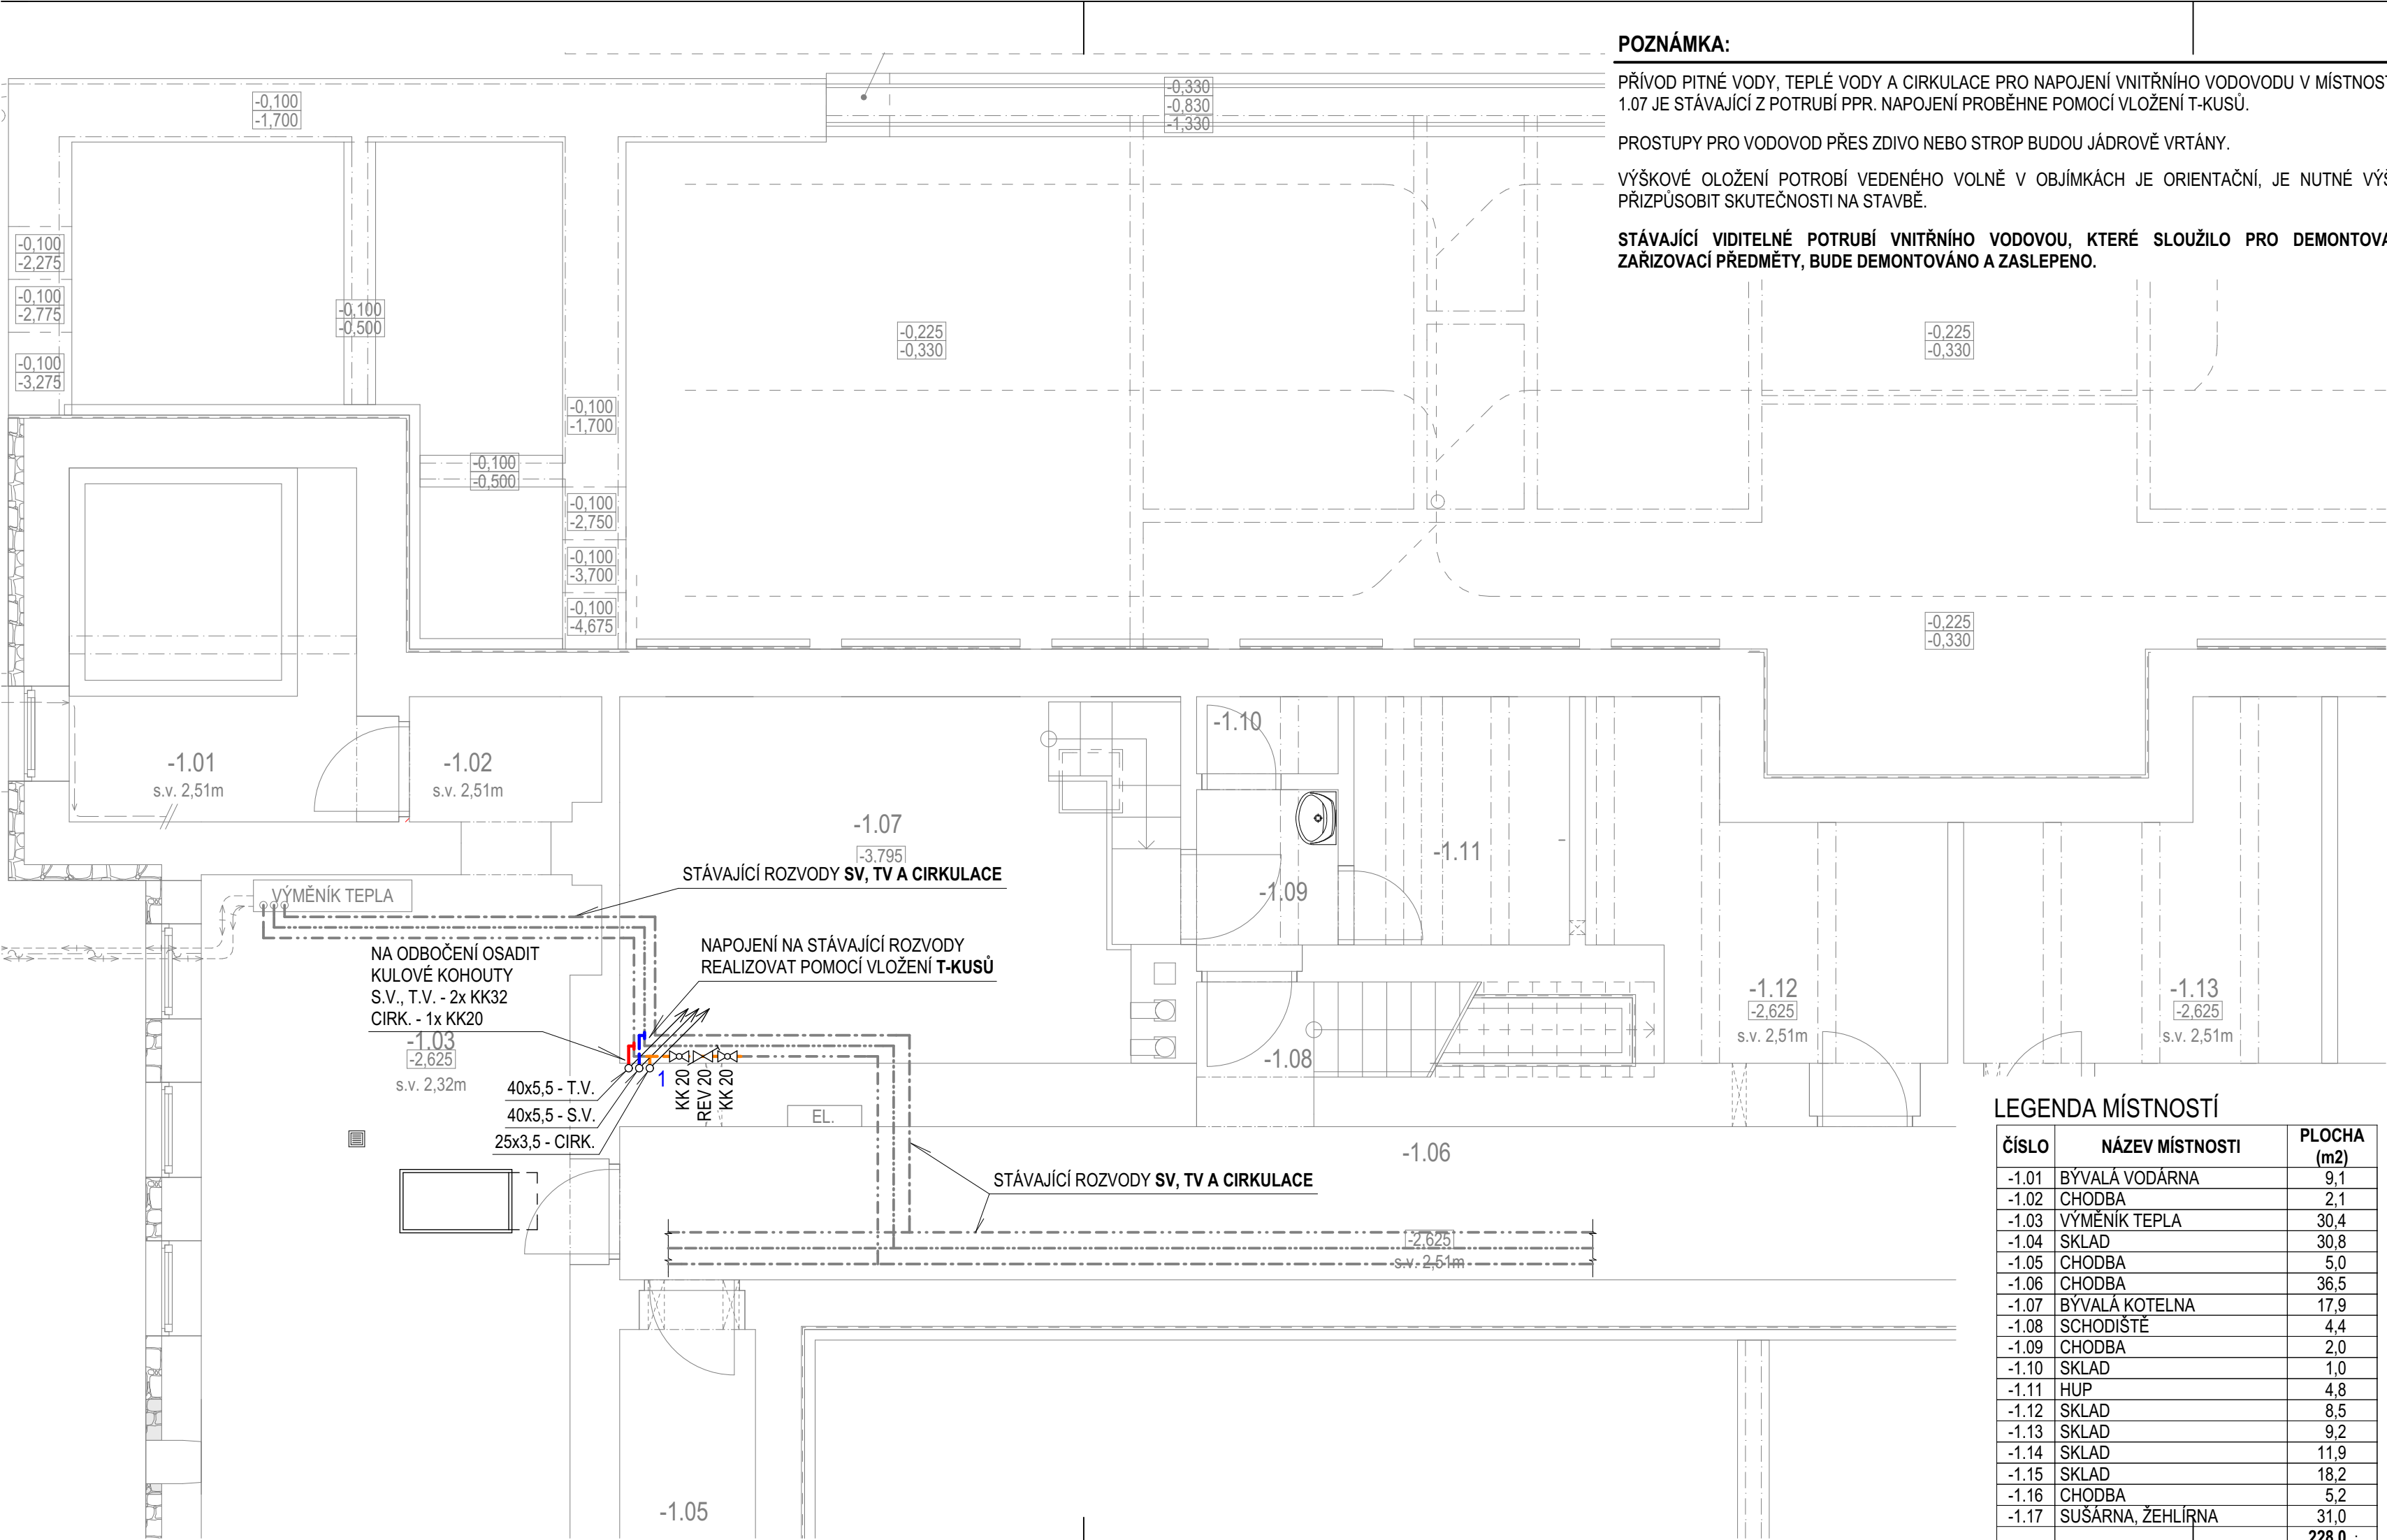 POZNÁMKA:
PŘÍVOD PITNÉ VODY, TEPLÉ VODY A CIRKULACE PRO NAPOJENÍ VNITŘNÍHO VODOVODU V MÍSTNOST
1.07 JE STÁVAJÍCÍ Z POTRUBÍ PPR. NAPOJENÍ PROBĚHNE POMOCÍ VLOŽENÍ T-KUSŮ.
PROSTUPY PRO VODOVOD PŘES ZDIVO NEBO STROP BUDOU JÁDROVĚ VRTÁNY.
VÝŠKOVÉ OLOŽENÍ POTROBÍ VEDENÉHO VOLNĚ V OBJÍMKÁCH JE ORIENTAČNÍ, JE NUTNÉ VÝŠ
PŘIZPŮSOBIT SKUTEČNOSTI NA STAVBĚ.
STÁVAJÍCÍ VIDITELNÉ POTRUBÍ VNITŘNÍHO VODOVOU, KTERÉ SLOUŽILO PRO DEMONTOVA
ZAŘIZOVACÍ PŘEDMĚTY, BUDE DEMONTOVÁNO A ZASLEPENO.
-0,100
-1,700
-0,330
-0,830
-1,330
-0,100
-2,275
-0,100
-2,775
-0,100
-3,275
-0,100
-0,500
-0,225
-0,330
-0,225
-0,330
-0,100
-1,700
-0,100
-0,500
-0,100
-2,750
-0,100
-3,700
-0,100
-4,675
-0,225
-0,330
-1.01
s.v. 2,51m
-1.02
s.v. 2,51m
-1.07
-3.795
-1.10
-1.11
-1.09
-1.08
-1.12
-2,625
s.v. 2,51m
-1.13
-2,625
s.v. 2,51m
STÁVAJÍCÍ ROZVODY SV, TV A CIRKULACE
VÝMĚNÍK TEPLA
NA ODBOČENÍ OSADIT
KULOVÉ KOHOUTY
S.V., T.V. - 2x KK32
CIRK. - 1x KK20
NAPOJENÍ NA STÁVAJÍCÍ ROZVODY
REALIZOVAT POMOCÍ VLOŽENÍ T-KUSŮ
-1.03
-2,625
s.v. 2,32m
40x5,5 - T.V.
40x5,5 - S.V.
25x3,5 - CIRK.
1
KK 20
REV 20
KK 20
EL.
-1.06
STÁVAJÍCÍ ROZVODY SV, TV A CIRKULACE
-2,625
s.v. 2,51m
-1.05
LEGENDA MÍSTNOSTÍ
ČÍSLO NÁZEV MÍSTNOSTI PLOCHA (m2)
-1.01 BÝVALÁ VODÁRNA 9,1
-1.02 CHODBA 2,1
-1.03 VÝMĚNÍK TEPLA 30,4
-1.04 SKLAD 30,8
-1.05 CHODBA 5,0
-1.06 CHODBA 36,5
-1.07 BÝVALÁ KOTELNA 17,9
-1.08 SCHODIŠTĚ 4,4
-1.09 CHODBA 2,0
-1.10 SKLAD 1,0
-1.11 HUP 4,8
-1.12 SKLAD 8,5
-1.13 SKLAD 9,2
-1.14 SKLAD 11,9
-1.15 SKLAD 18,2
-1.16 CHODBA 5,2
-1.17 SUŠÁRNA, ŽEHLÍRNA 31,0
228,0